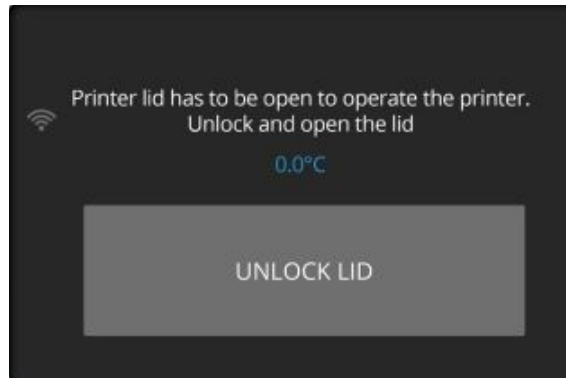 Printer lid has to be open to operate the printer.
Unlock and open the lid
0.0°C
UNLOCK LID